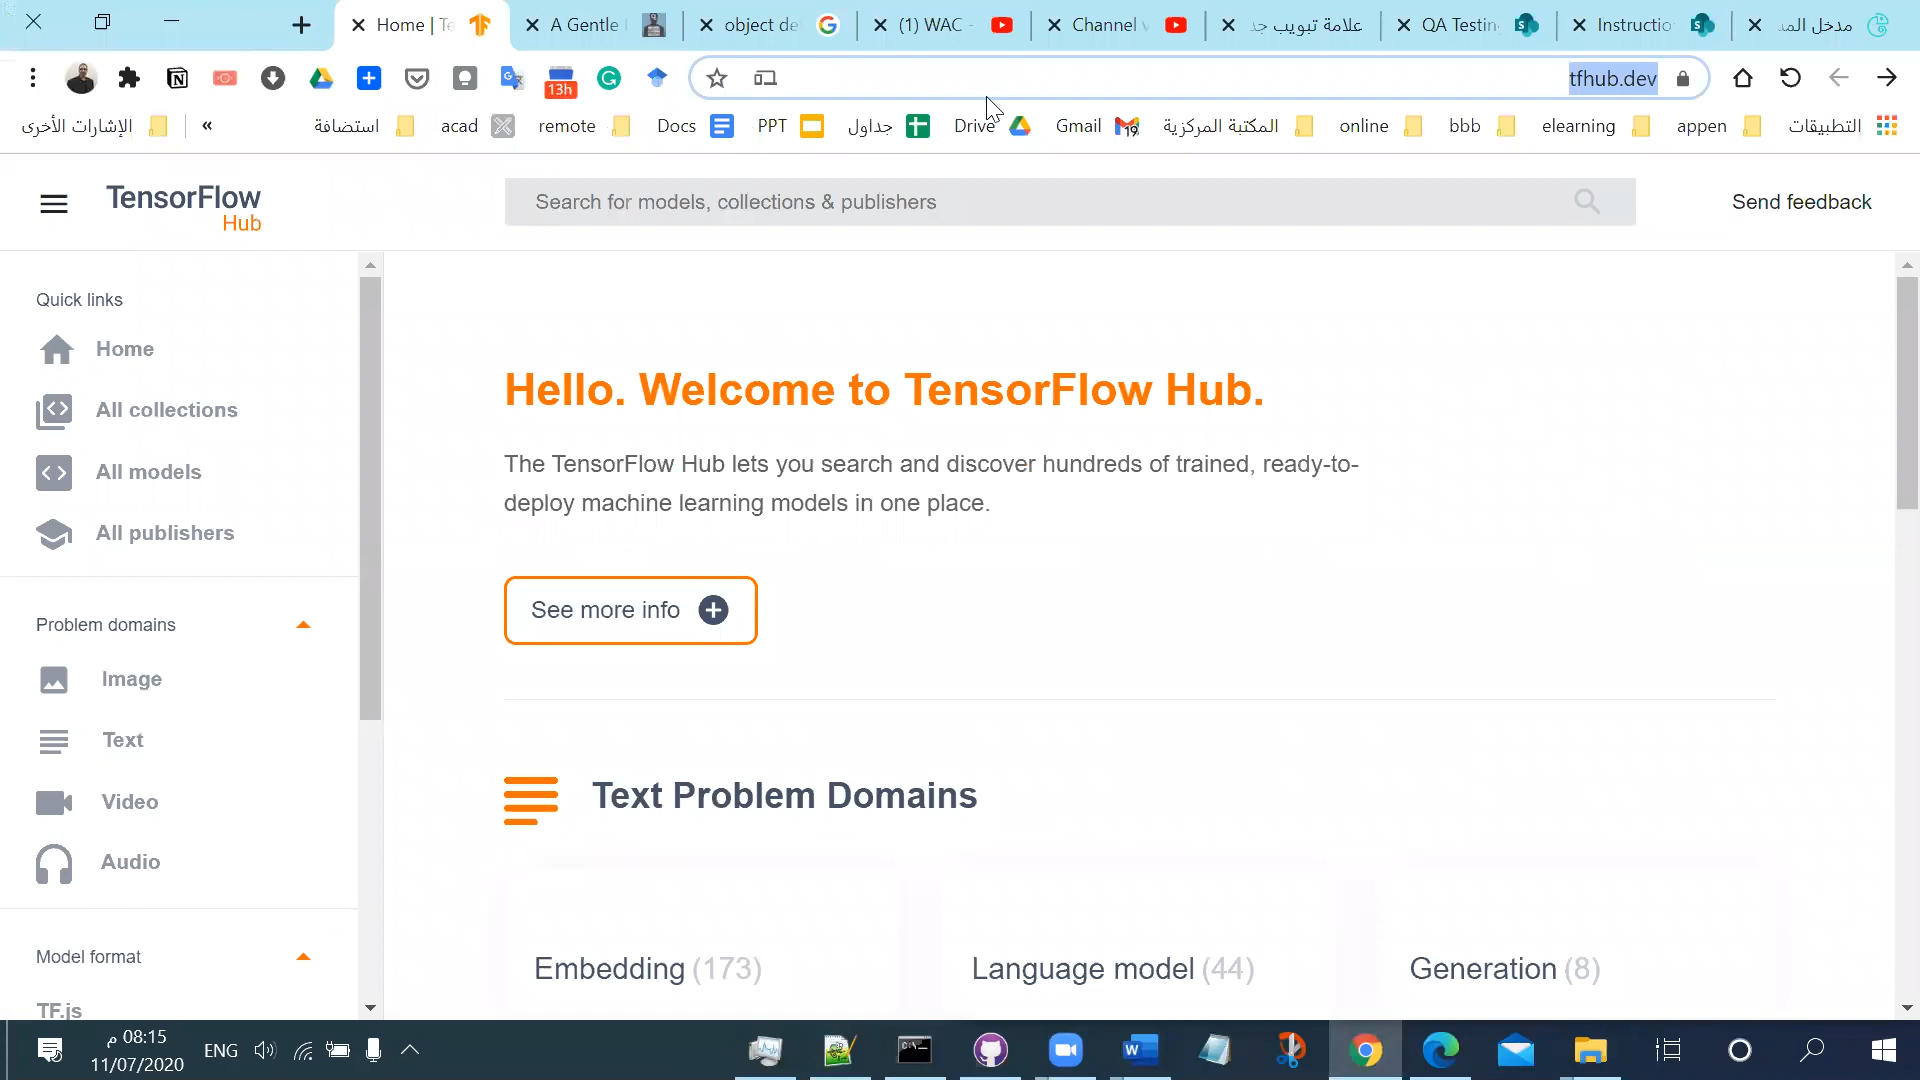 Home | Te
A Gentle
object de
(1) WAC -
Channel v
علامة تبويب جد
QA Testing
Instructio
مدخل المد
13h
tfhub.dev
الإشارات الأخرى
«
استضافة
acad
remote
Docs
PPT
جداول
Drive
Gmail
19
المكتبة المركزية
online
bbb
elearning
appen
التطبيقات
TensorFlow
Hub
Search for models, collections & publishers
Send feedback
Quick links
Home
All collections
All models
All publishers
Problem domains
Image
Text
Video
Audio
Model format
TF.js
Hello. Welcome to TensorFlow Hub.
The TensorFlow Hub lets you search and discover hundreds of trained, ready-to-
deploy machine learning models in one place.
See more info
Text Problem Domains
Embedding (173)
Language model (44)
Generation (8)
08:15 م
11/07/2020
ENG